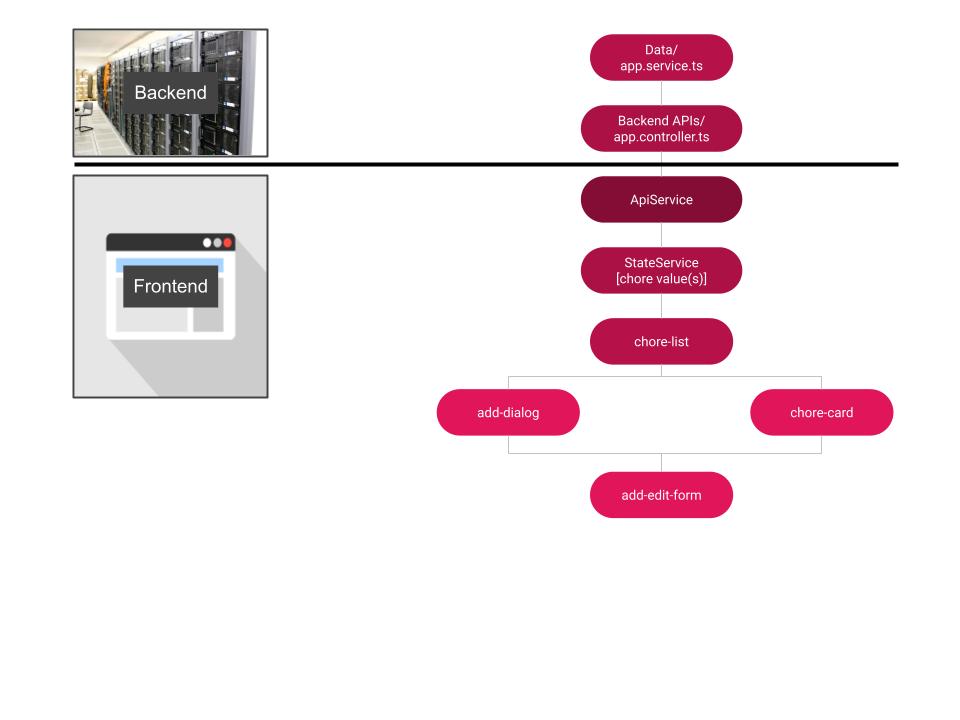 Backend
Data/
app.service.ts
Backend APIs/
app.controller.ts
Frontend
ApiService
StateService
[chore value(s)]
chore-list
add-dialog
chore-card
add-edit-form